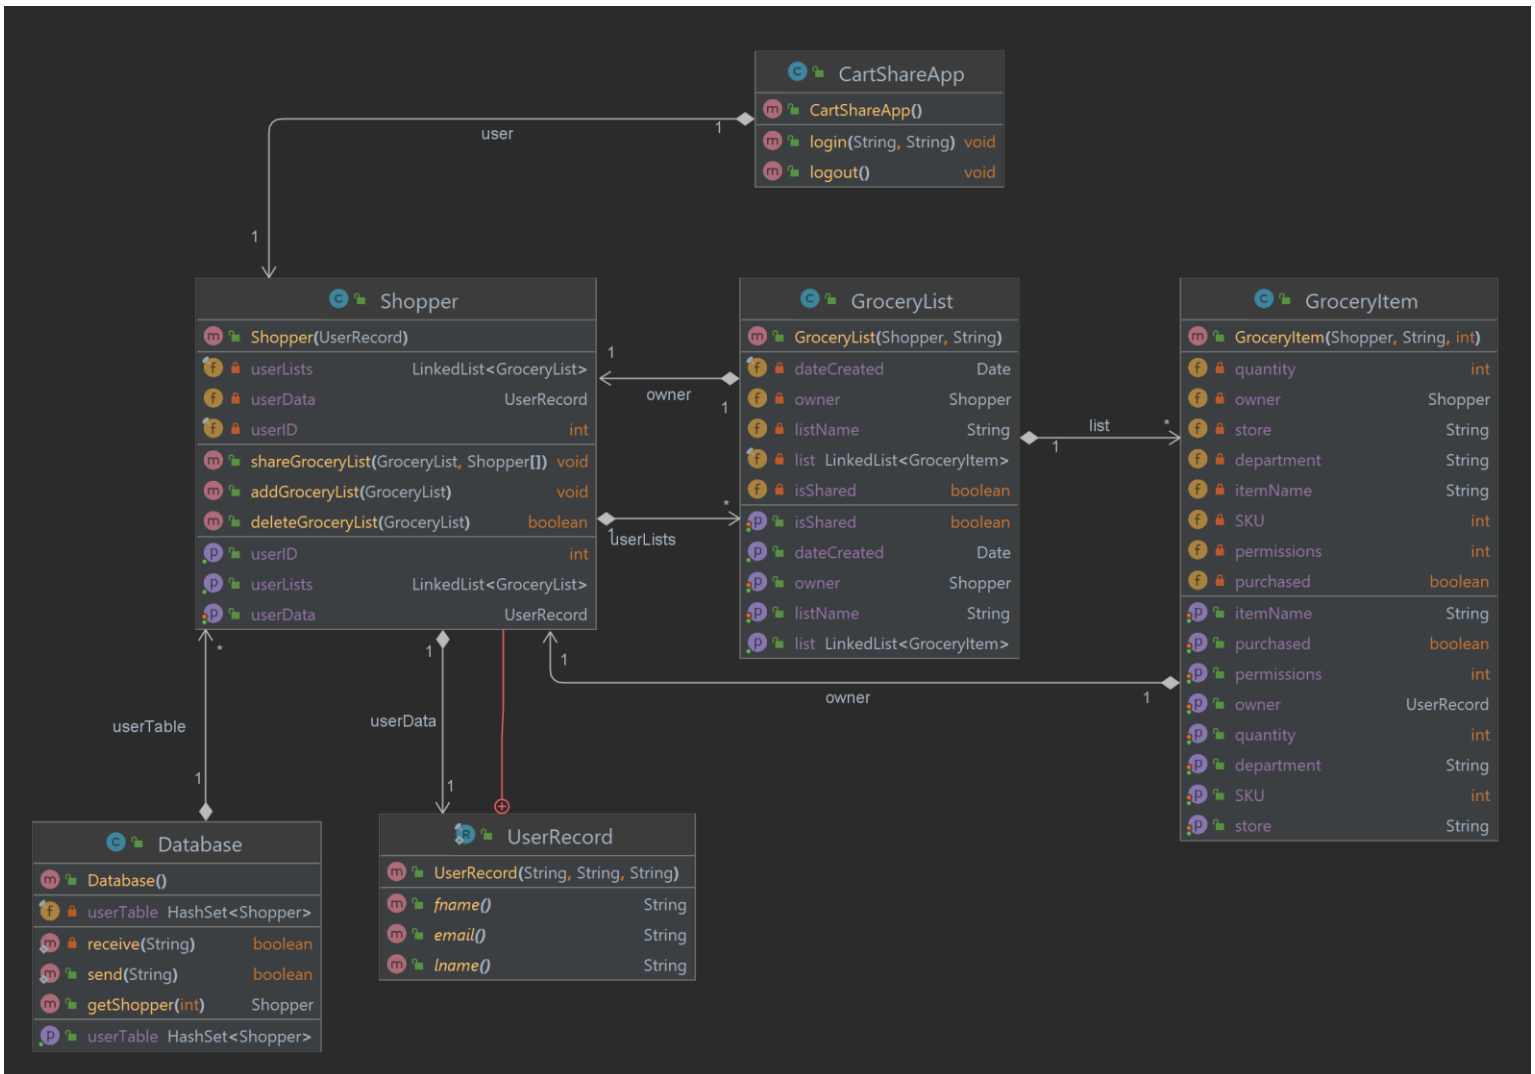 CartShareApp
CartShareApp()
login(String, String) void
logout() void
user
1
1
Shopper
Shopper(UserRecord)
userLists LinkedList<GroceryList>
userData UserRecord
userID int
shareGroceryList(GroceryList, Shopper[]) void
addGroceryList(GroceryList) void
deleteGroceryList(GroceryList) boolean
userID int
userLists LinkedList<GroceryList>
userData UserRecord
1
owner
1
*
1
userLists
GroceryList
GroceryList(Shopper, String)
dateCreated Date
owner Shopper
listName String
list LinkedList<GroceryItem>
isShared boolean
isShared boolean
dateCreated Date
owner Shopper
listName String
list LinkedList<GroceryItem>
list
*
1
GroceryItem
GroceryItem(Shopper, String, int)
quantity int
owner Shopper
store String
department String
itemName String
SKU int
permissions int
purchased boolean
itemName String
purchased boolean
permissions int
owner UserRecord
quantity int
department String
SKU int
store String
*
userTable
1
1
userData
1
1
owner
1
Database
Database()
userTable HashSet<Shopper>
receive(String) boolean
send(String) boolean
getShopper(int) Shopper
userTable HashSet<Shopper>
UserRecord
UserRecord(String, String, String)
fname() String
email() String
lname() String